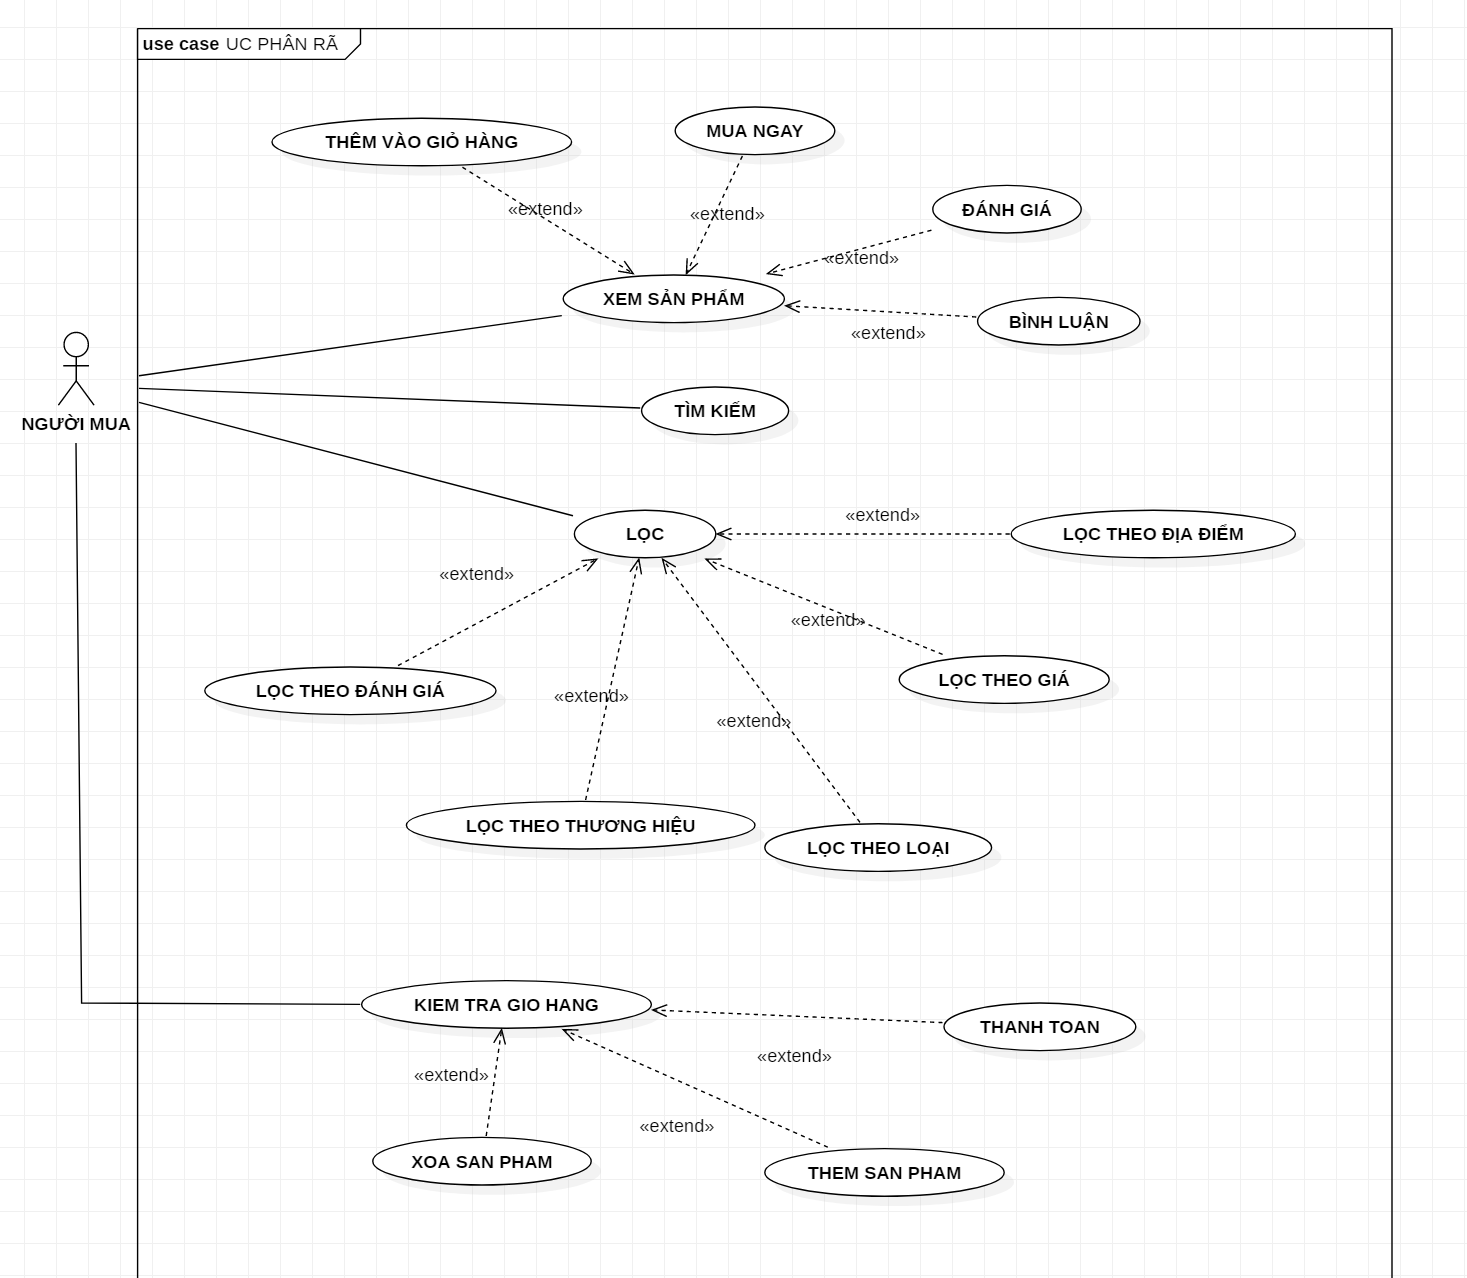 use case UC PHÂN RÃ
THÊM VÀO GIỎ HÀNG
MUA NGAY
ĐÁNH GIÁ
«extend»
«extend»
«extend»
XEM SẢN PHẨM
BÌNH LUẬN
«extend»
TÌM KIẾM
NGƯỜI MUA
«extend»
LỌC
LỌC THEO ĐỊA ĐIỂM
«extend»
«extend»
LỌC THEO ĐÁNH GIÁ
LỌC THEO GIÁ
«extend»
«extend»
LỌC THEO THƯƠNG HIỆU
LỌC THEO LOẠI
KIEM TRA GIO HANG
THANH TOAN
«extend»
«extend»
«extend»
XOA SAN PHAM
THEM SAN PHAM